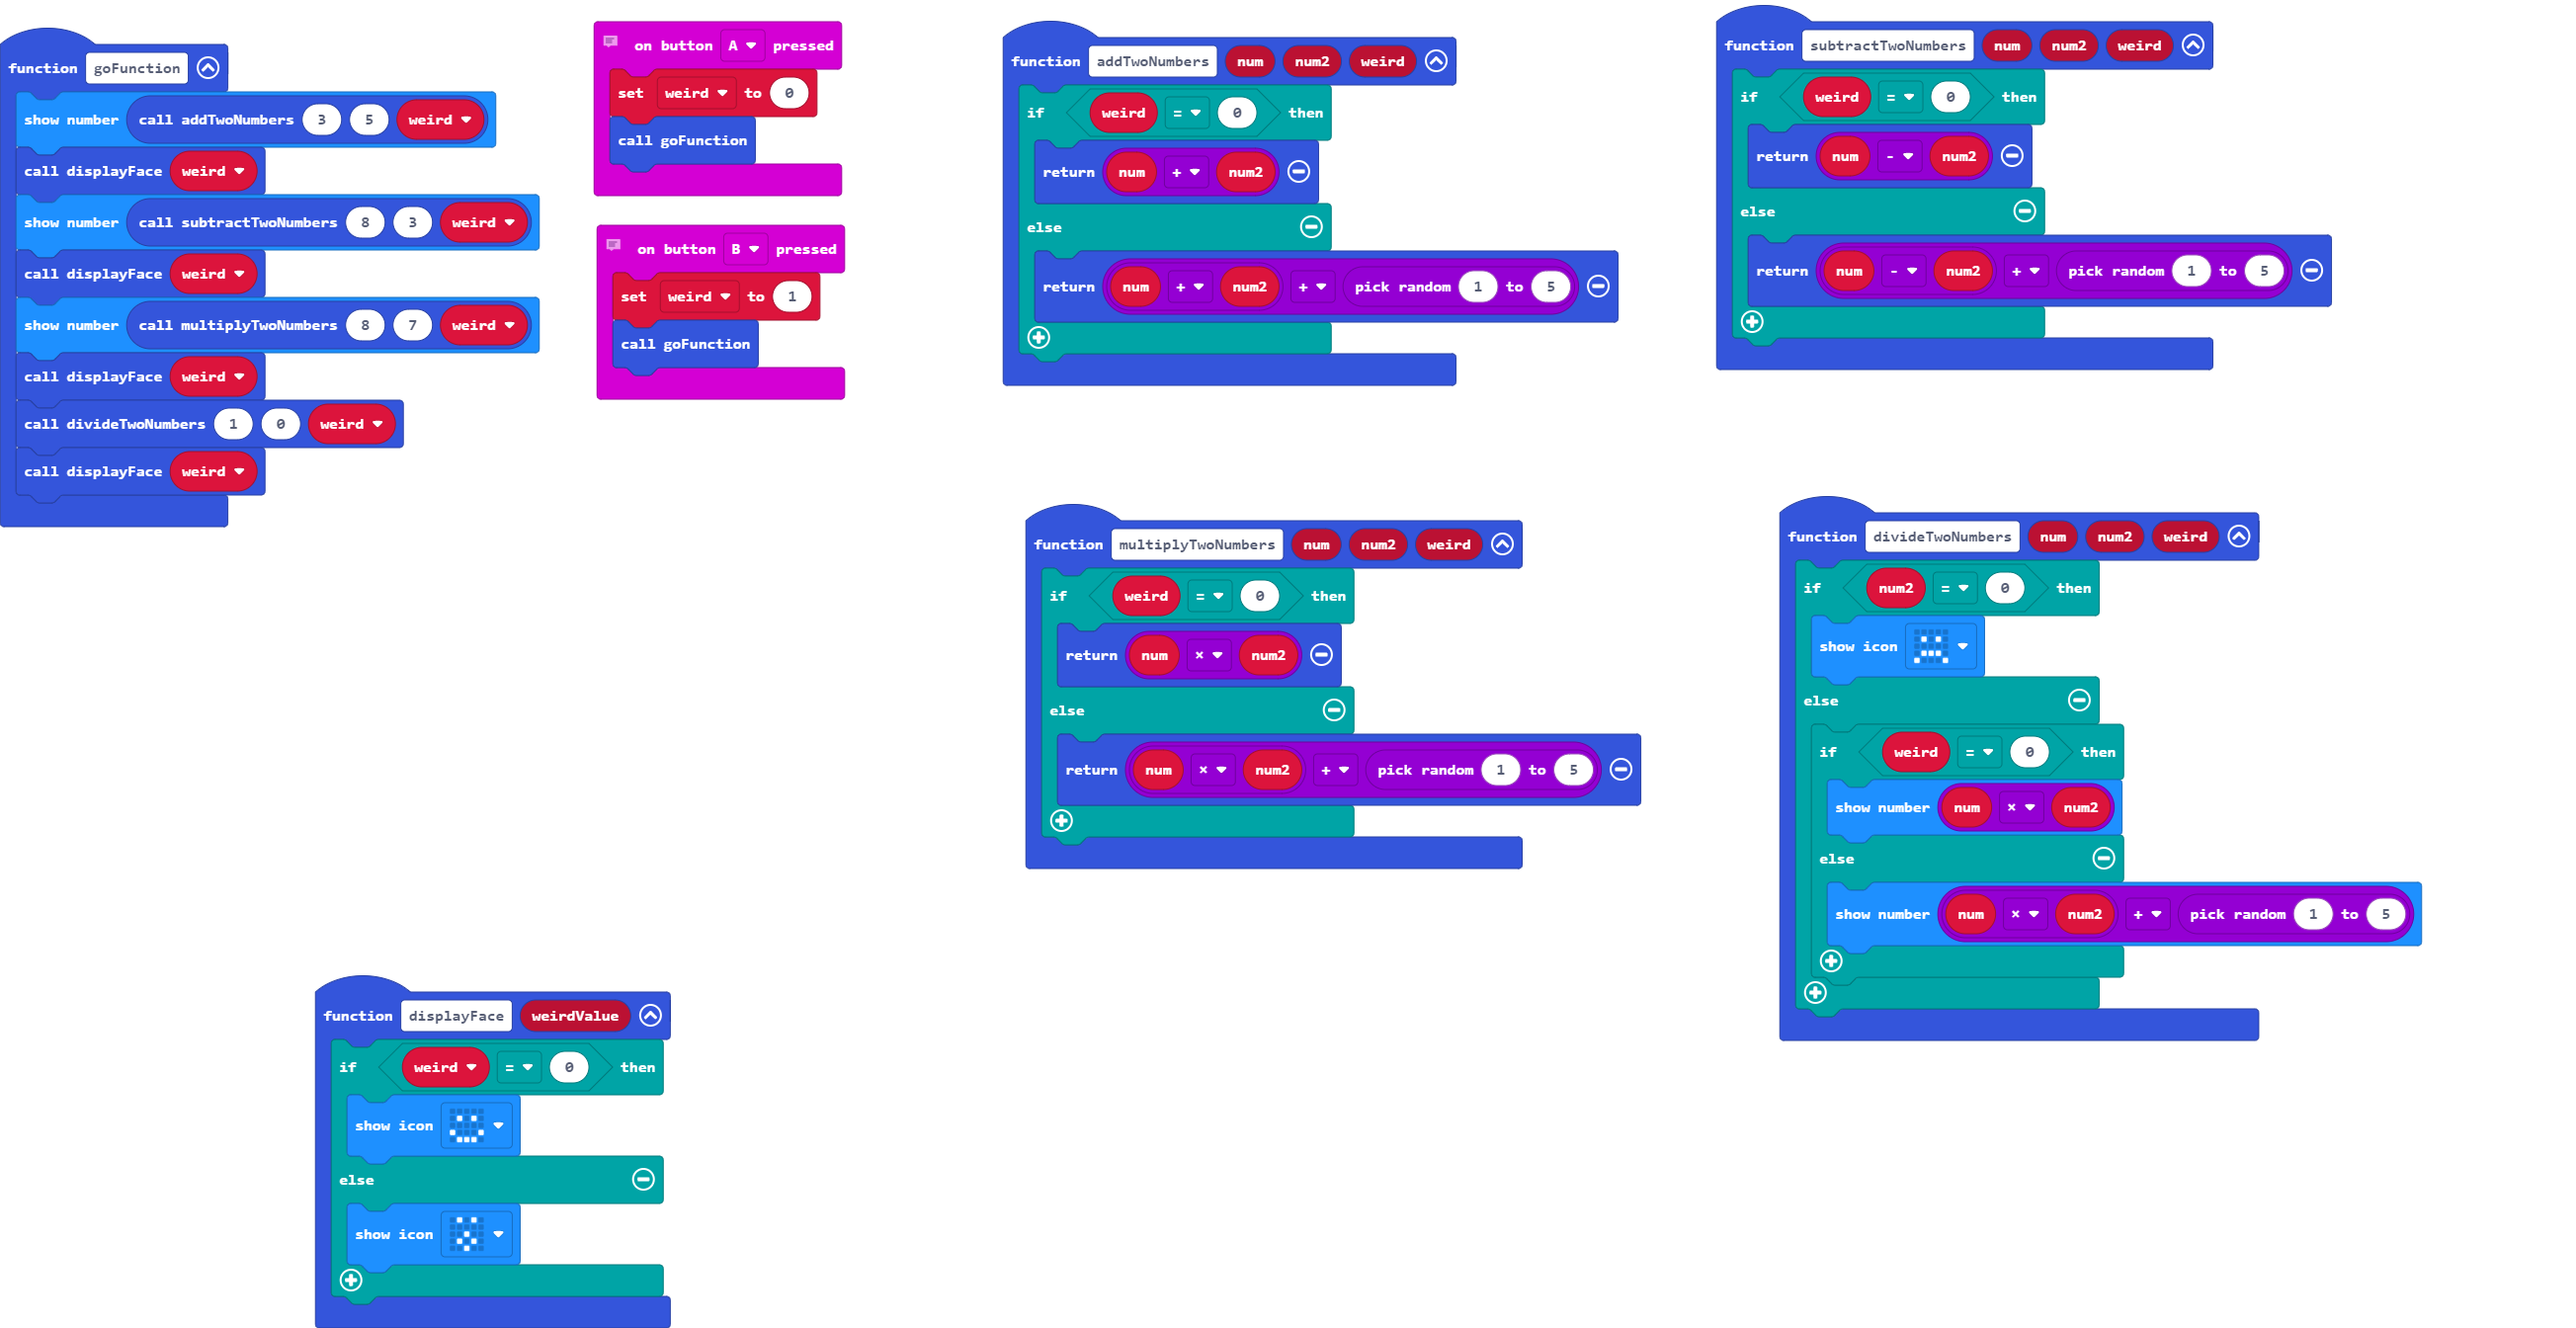 function goFunction
show number call addTwoNumbers 3 5 weird
call displayFace weird
show number call subtractTwoNumbers 8 3 weird
call displayFace weird
show number call multiplyTwoNumbers 8 7 weird
call displayFace weird
call divideTwoNumbers 1 0 weird
call displayFace weird
on button A pressed
set weird to 0
call goFunction
on button B pressed
set weird to 1
call goFunction
function addTwoNumbers num num2 weird
if weird = 0 then
return num + num2
else
return num + num2 + pick random 1 to 5
function subtractTwoNumbers num num2 weird
if weird = 0 then
return num - num2
else
return num - num2 + pick random 1 to 5
function multiplyTwoNumbers num num2 weird
if weird = 0 then
return num × num2
else
return num × num2 + pick random 1 to 5
function divideTwoNumbers num num2 weird
if num2 = 0 then
show icon
else
if weird = 0 then
show number num × num2
else
show number num × num2 + pick random 1 to 5
function displayFace weirdValue
if weird = 0 then
show icon
else
show icon